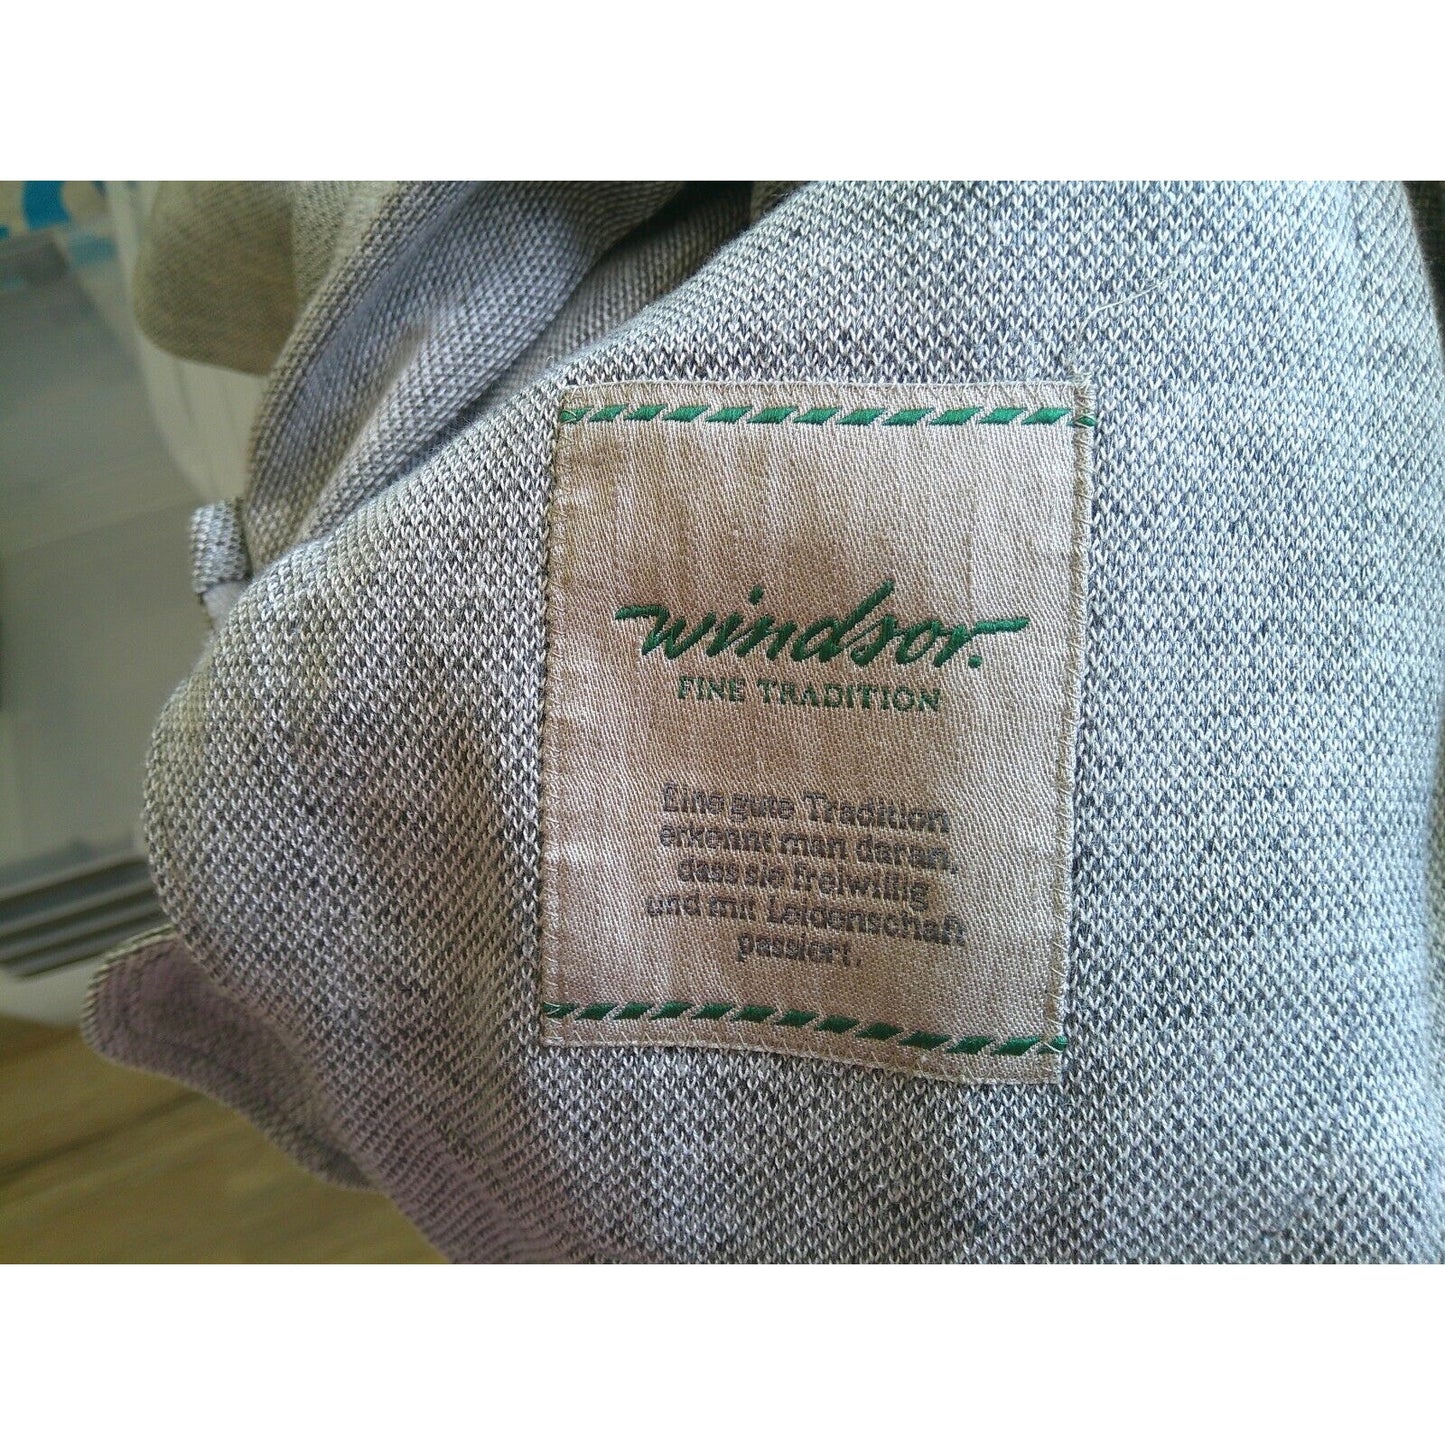 windsor.
FINE TRADITION
Eine gute Tradition
erkennt man daran,
dass sie freiwillig
und mit Leidenschaft
passiert.